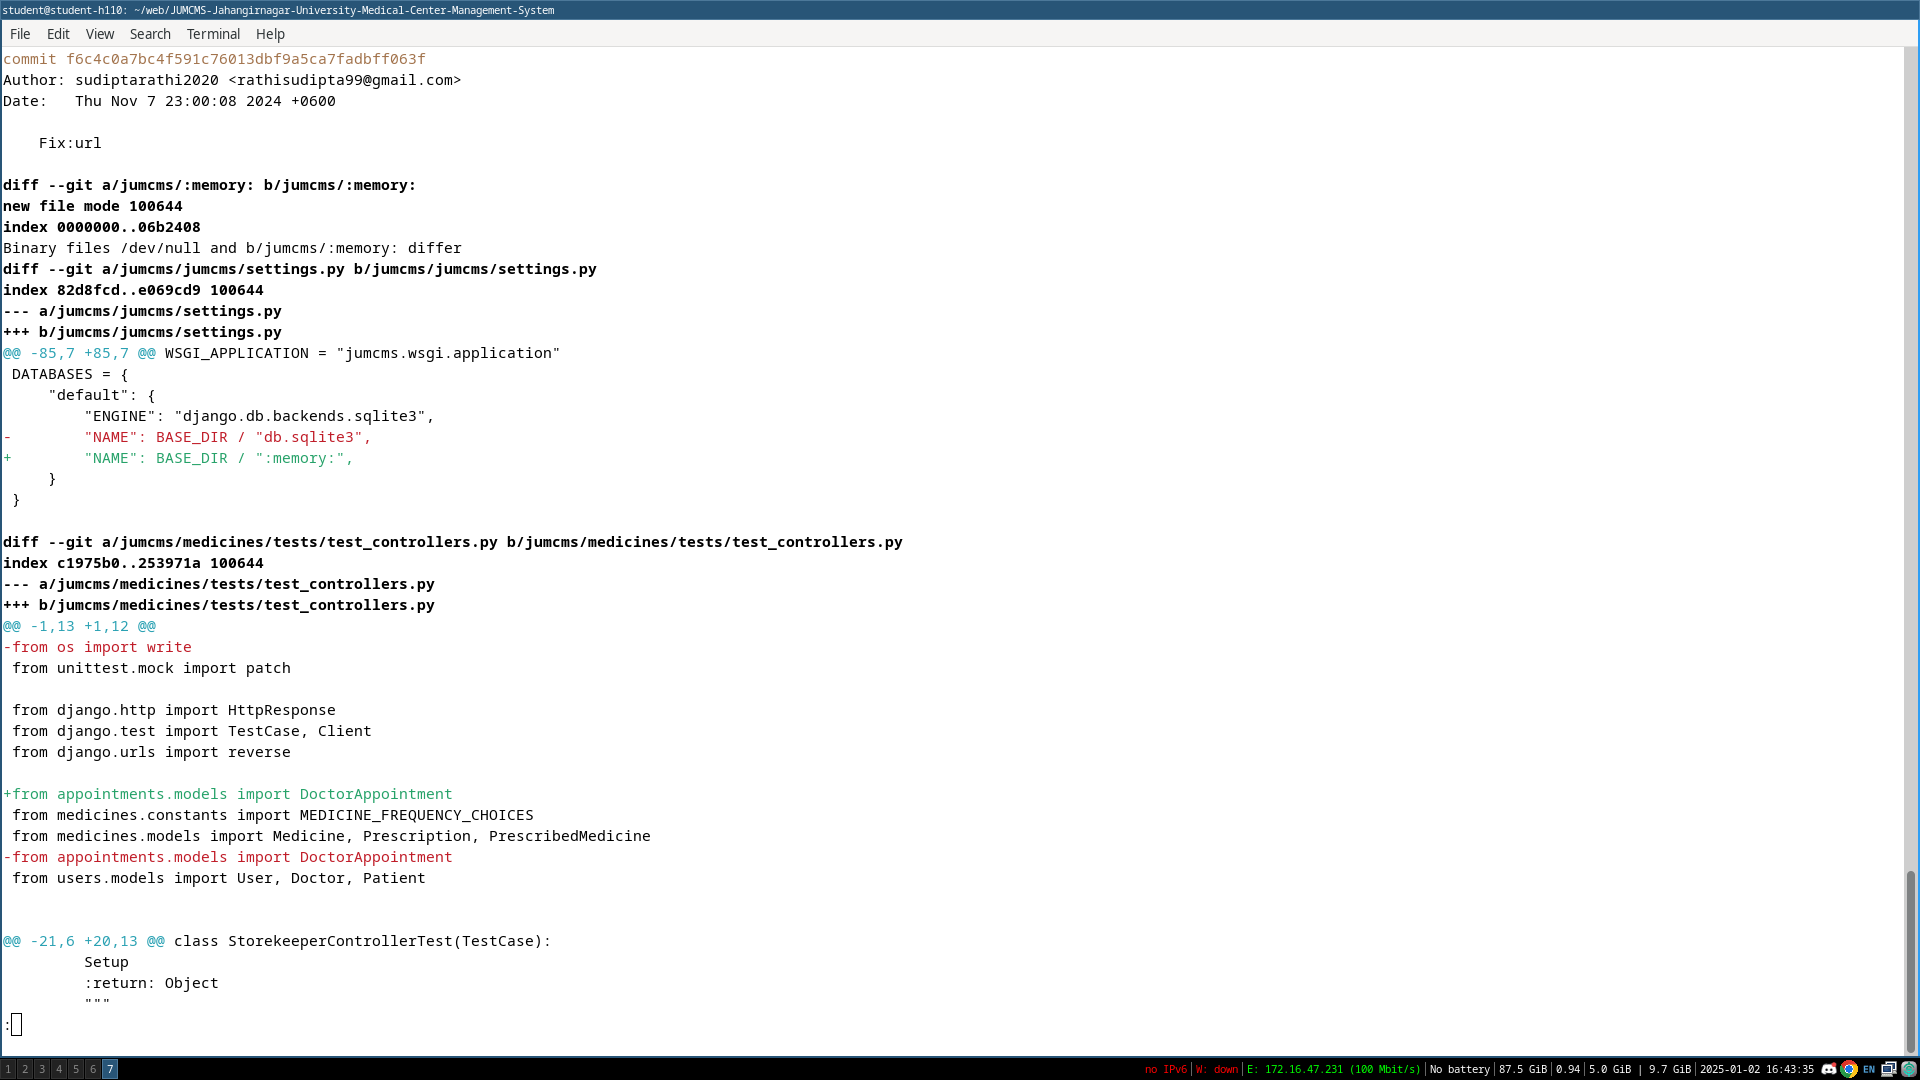 student@student-h110: ~/web/JUMCMS-Jahangirnagar-University-Medical-Center-Management-System
File Edit View Search Terminal Help
commit f6c4c0a7bc4f591c76013dbf9a5ca7fadbff063f
Author: sudiptarathi2020 <rathisudipta99@gmail.com>
Date:   Thu Nov 7 23:00:08 2024 +0600
    Fix:url
diff --git a/jumcms/:memory: b/jumcms/:memory:
new file mode 100644
index 0000000..06b2408
Binary files /dev/null and b/jumcms/:memory: differ
diff --git a/jumcms/jumcms/settings.py b/jumcms/jumcms/settings.py
index 82d8fcd..e069cd9 100644
--- a/jumcms/jumcms/settings.py
+++ b/jumcms/jumcms/settings.py
@@ -85,7 +85,7 @@ WSGI_APPLICATION = "jumcms.wsgi.application"
 DATABASES = {
     "default": {
         "ENGINE": "django.db.backends.sqlite3",
-        "NAME": BASE_DIR / "db.sqlite3",
+        "NAME": BASE_DIR / ":memory:",
     }
 }
diff --git a/jumcms/medicines/tests/test_controllers.py b/jumcms/medicines/tests/test_controllers.py
index c1975b0..253971a 100644
--- a/jumcms/medicines/tests/test_controllers.py
+++ b/jumcms/medicines/tests/test_controllers.py
@@ -1,13 +1,12 @@
-from os import write
 from unittest.mock import patch
 from django.http import HttpResponse
 from django.test import TestCase, Client
 from django.urls import reverse
+from appointments.models import DoctorAppointment
 from medicines.constants import MEDICINE_FREQUENCY_CHOICES
 from medicines.models import Medicine, Prescription, PrescribedMedicine
-from appointments.models import DoctorAppointment
 from users.models import User, Doctor, Patient
@@ -21,6 +20,13 @@ class StorekeeperControllerTest(TestCase):
         Setup
         :return: Object
         """
:
1 2 3 4 5 6 7 no IPv6 | W: down | E: 172.16.47.231 (100 Mbit/s) | No battery | 87.5 GiB | 0.94 | 5.0 GiB | 9.7 GiB | 2025-01-02 16:43:35 EN